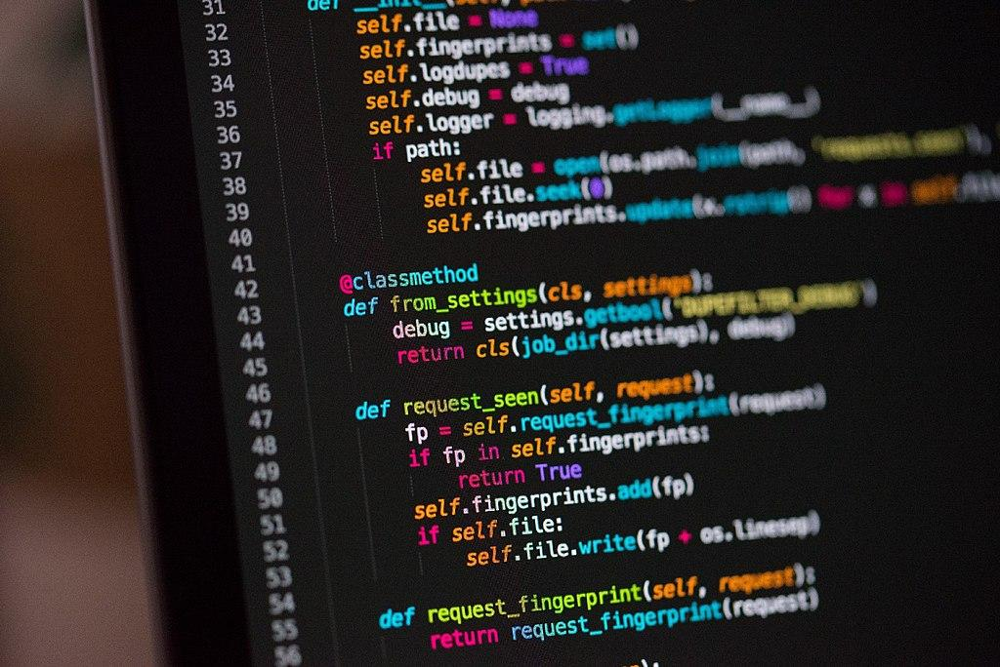 31 def __init__(self,
32 self.file = None
33 self.fingerprints = set()
34 self.logdupes = True
35 self.debug = debug
36 self.logger = logging.getLogger(__name__)
37 if path:
38 self.file = open(os.path.join(path, 'requests.seen'),
39 self.file.seek(0)
40 self.fingerprints.update(x.rstrip() for x in self.file
41
42 @classmethod
43 def from_settings(cls, settings):
44 debug = settings.getbool('DUPEFILTER_DEBUG')
45 return cls(job_dir(settings), debug)
46
47 def request_seen(self, request):
48 fp = self.request_fingerprint(request)
49 if fp in self.fingerprints:
50 return True
51 self.fingerprints.add(fp)
52 if self.file:
53 self.file.write(fp + os.linesep)
54
55 def request_fingerprint(self, request):
56 return request_fingerprint(request)